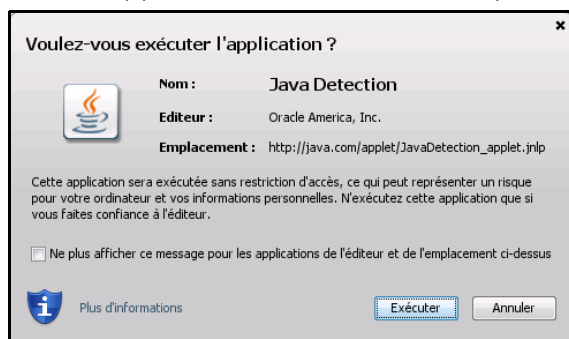 Voulez-vous exécuter l'application ?
Nom : Java Detection
Editeur : Oracle America, Inc.
Emplacement : http://java.com/applet/JavaDetection_applet.jnlp
Cette application sera exécutée sans restriction d'accès, ce qui peut représenter un risque
pour votre ordinateur et vos informations personnelles. N'exécutez cette application que si
vous faites confiance à l'éditeur.
Ne plus afficher ce message pour les applications de l'éditeur et de l'emplacement ci-dessus
Plus d'informations
Exécuter
Annuler